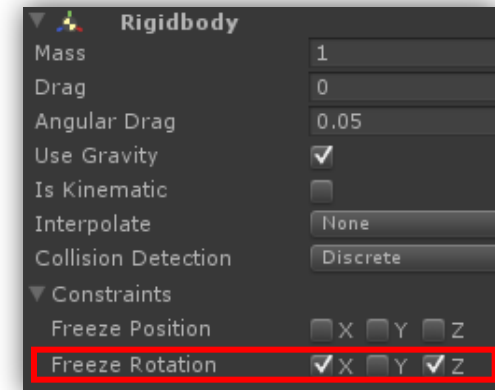 Rigidbody
Mass 1
Drag 0
Angular Drag 0.05
Use Gravity
Is Kinematic
Interpolate None
Collision Detection Discrete
Constraints
Freeze Position X Y Z
Freeze Rotation X Y Z